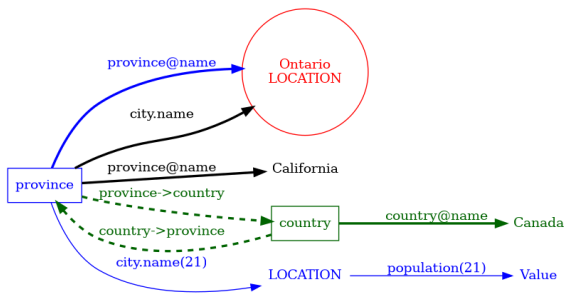 province@name
Ontario
LOCATION
city.name
province@name
California
province
province->country
country@name
country
Canada
country->province
city.name(21)
LOCATION
population(21)
Value